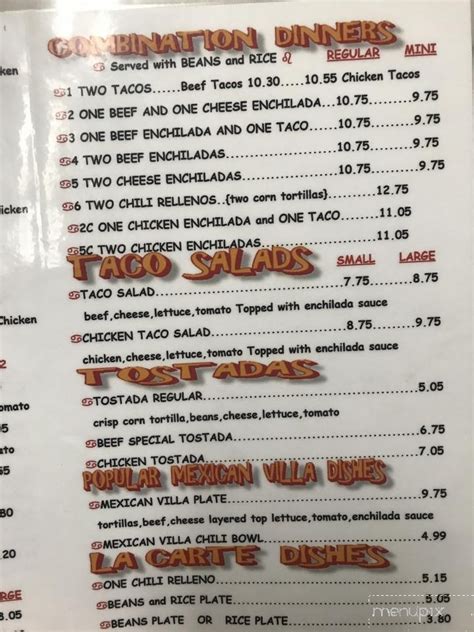 COMBINATION DINNERS
Served with BEANS and RICE REGULAR MINI
1 TWO TACOS......Beef Tacos 10.30.....10.55 Chicken Tacos
2 ONE BEEF AND ONE CHEESE ENCHILADA...10.75.........9.75
3 ONE BEEF ENCHILADA AND ONE TACO......10.75.........9.75
4 TWO BEEF ENCHILADAS......................10.75..........9.75
5 TWO CHEESE ENCHILADAS..................10.75..........9.75
6 TWO CHILI RELLENOS..{two corn tortillas}..........12.75
2C ONE CHICKEN ENCHILADA and ONE TACO......11.05
5C TWO CHICKEN ENCHILADAS.....................11.05
TACO SALADS SMALL LARGE
TACO SALAD..............................7.75.......8.75
beef,cheese,lettuce,tomato Topped with enchilada sauce
CHICKEN TACO SALAD......................8.75........9.75
chicken,cheese,lettuce,tomato Topped with enchilada sauce
TOSTADAS
TOSTADA REGULAR...................................5.05
crisp corn tortilla,beans,cheese,lettuce,tomato
BEEF SPECIAL TOSTADA..............................6.75
CHICKEN TOSTADA...................................7.05
POPULAR MEXICAN VILLA DISHES
MEXICAN VILLA PLATE...............................9.75
tortillas,beef,cheese layered top lettuce,tomato,enchilada sauce
MEXICAN VILLA CHILI BOWL..........................4.99
LA CARTE DISHES
ONE CHILI RELLENO.................................5.15
BEANS and RICE PLATE..............................5.05
BEANS PLATE OR RICE PLATE.........................3.80
menupix